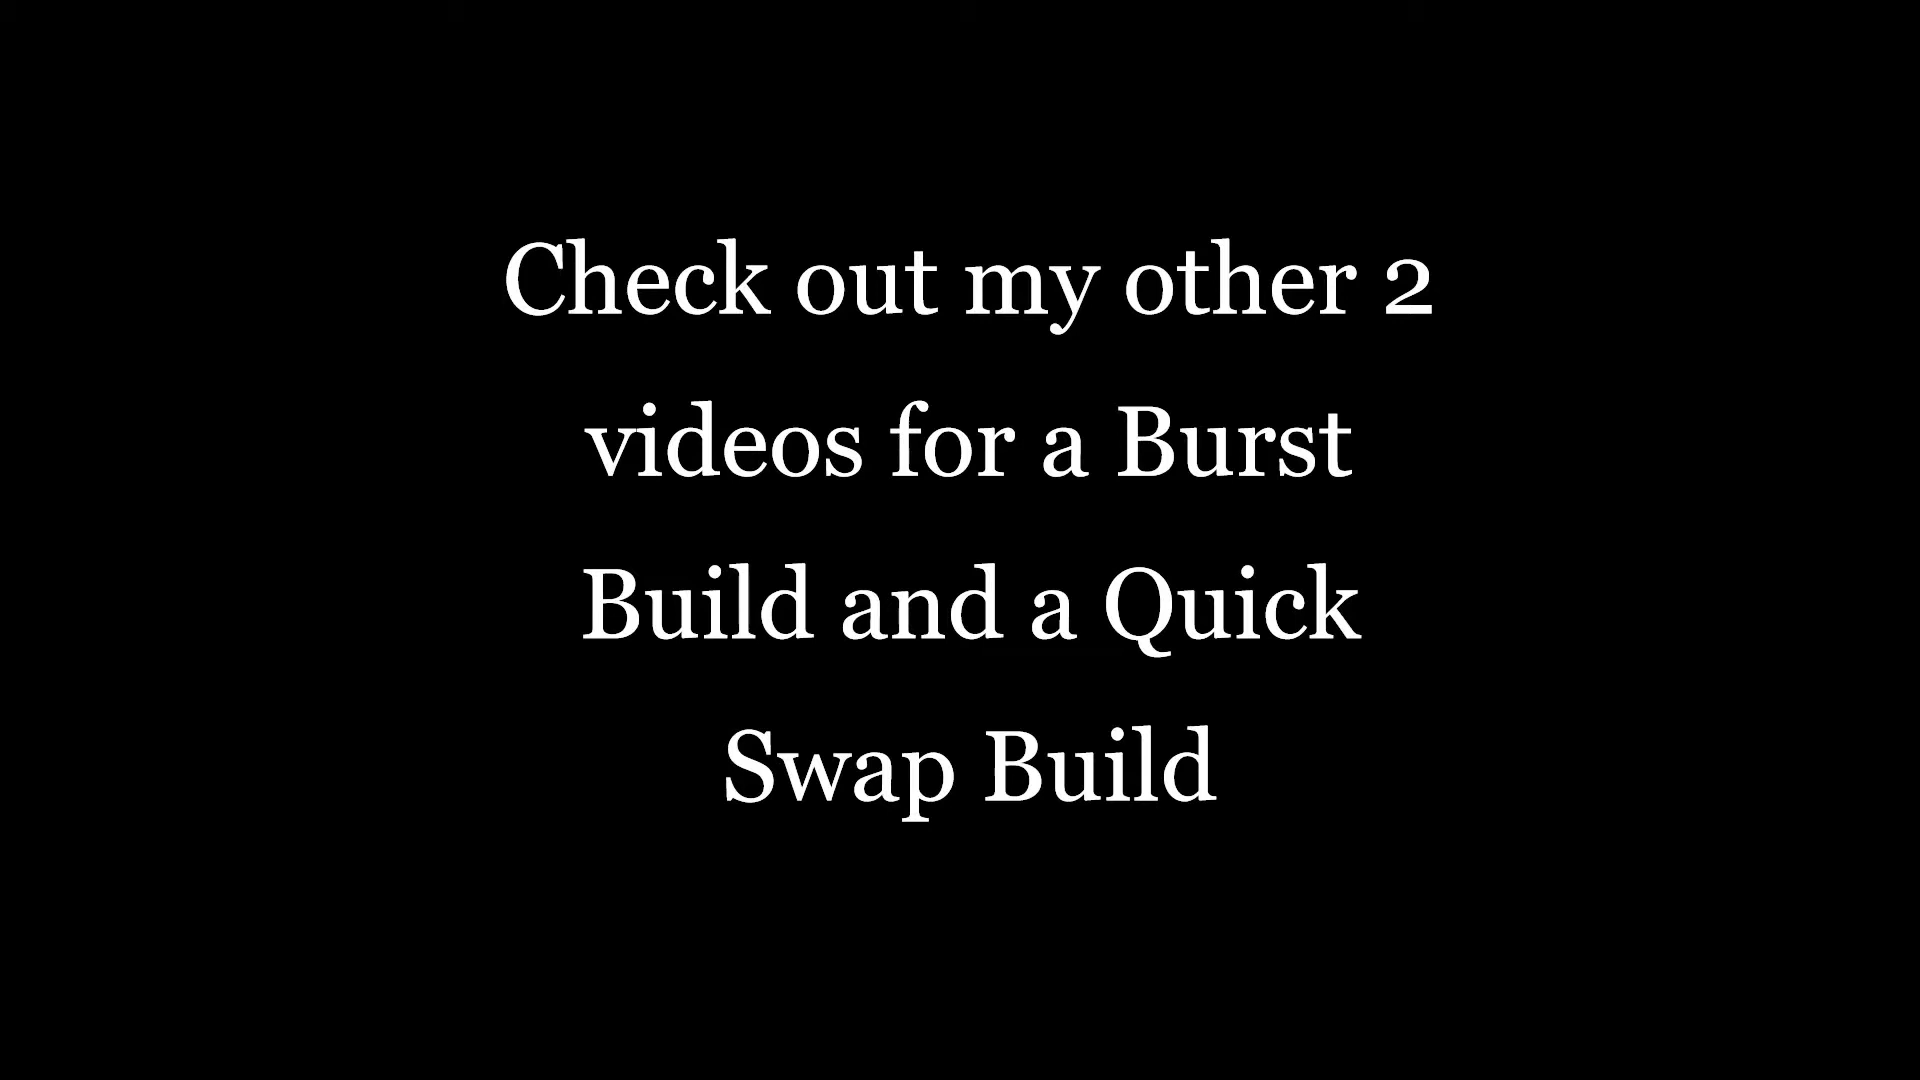 Check out my other 2
videos for a Burst
Build and a Quick
Swap Build